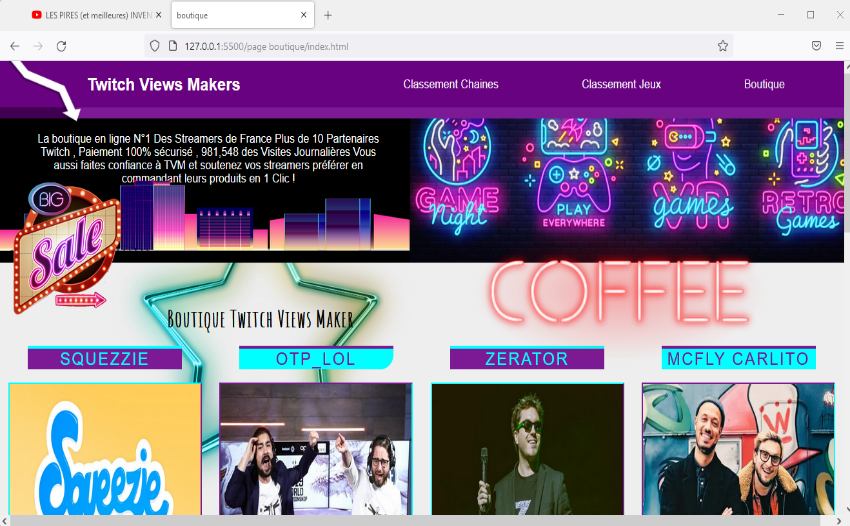 LES PIRES (et meilleures) INVEN
boutique
127.0.0.1:5500/page boutique/index.html
Twitch Views Makers
Classement Chaines
Classement Jeux
Boutique
La boutique en ligne N°1 Des Streamers de France Plus de 10 Partenaires
Twitch , Paiement 100% sécurisé , 981,548 des Visites Journalières Vous
aussi faites confiance à TVM et soutenez vos streamers préférer en
commandant leurs produits en 1 Clic !
GAME
Night
PLAY
EVERYWHERE
VR
games
RETRO
Games
BIG
Sale
COFFEE
Boutique Twitch Views Maker
SQUEZZIE
OTP_LOL
ZERATOR
MCFLY CARLITO
Squeezie
W